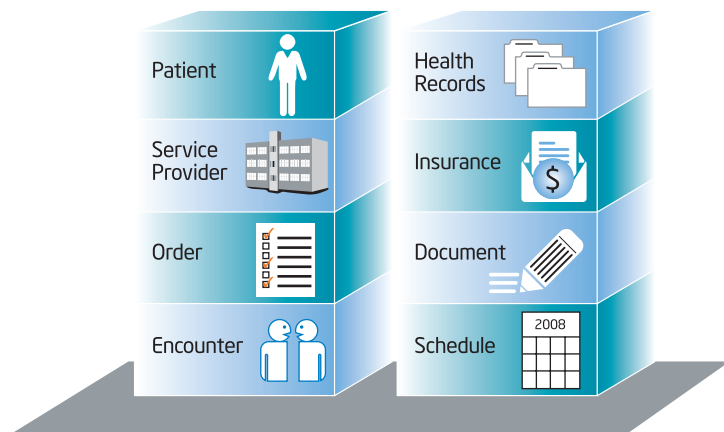 Patient
Service
Provider
Order
Encounter
Health
Records
Insurance
$
Document
Schedule
2008